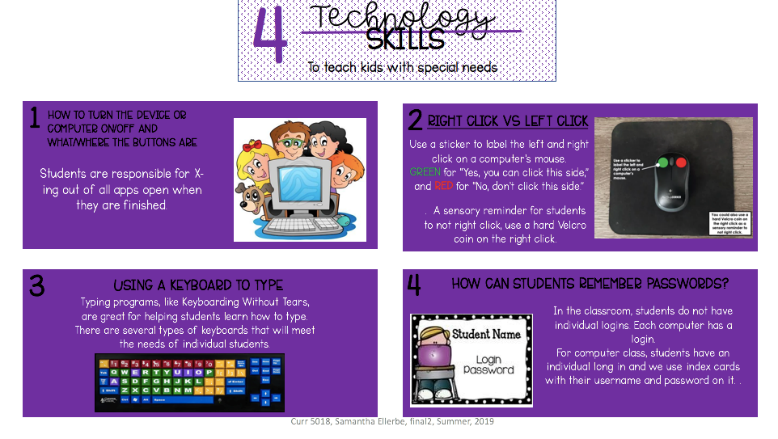 4 Technology
SKILLS
To teach kids with special needs
1 HOW TO TURN THE DEVICE OR
COMPUTER ON/OFF AND
WHAT/WHERE THE BUTTONS ARE
Students are responsible for X-
ing out of all apps open when
they are finished.
2 RIGHT CLICK VS LEFT CLICK
Use a sticker to label the left and right
click on a computer's mouse.
GREEN for "Yes, you can click this side,"
and RED for "No, don't click this side."
. A sensory reminder for students
to not right click, use a hard Velcro
coin on the right click.
Use a sticker to
label the left and
right click on a
computer's
mouse.
You could also use a
hard Velcro coin on
the right click as a
sensory reminder to
not right click.
3 USING A KEYBOARD TO TYPE
Typing programs, like Keyboarding Without Tears,
are great for helping students learn how to type.
There are several types of keyboards that will meet
the needs of individual students.
Q W E R T Y U I O P
A S D F G H J K L
Z X C V B N M
4 HOW CAN STUDENTS REMEMBER PASSWORDS?
Student Name
Login
Password
In the classroom, students do not have
individual logins. Each computer has a
login.
For computer class, students have an
individual long in and we use index cards
with their username and password on it. .
Curr 5018, Samantha Ellerbe, final2, Summer, 2019